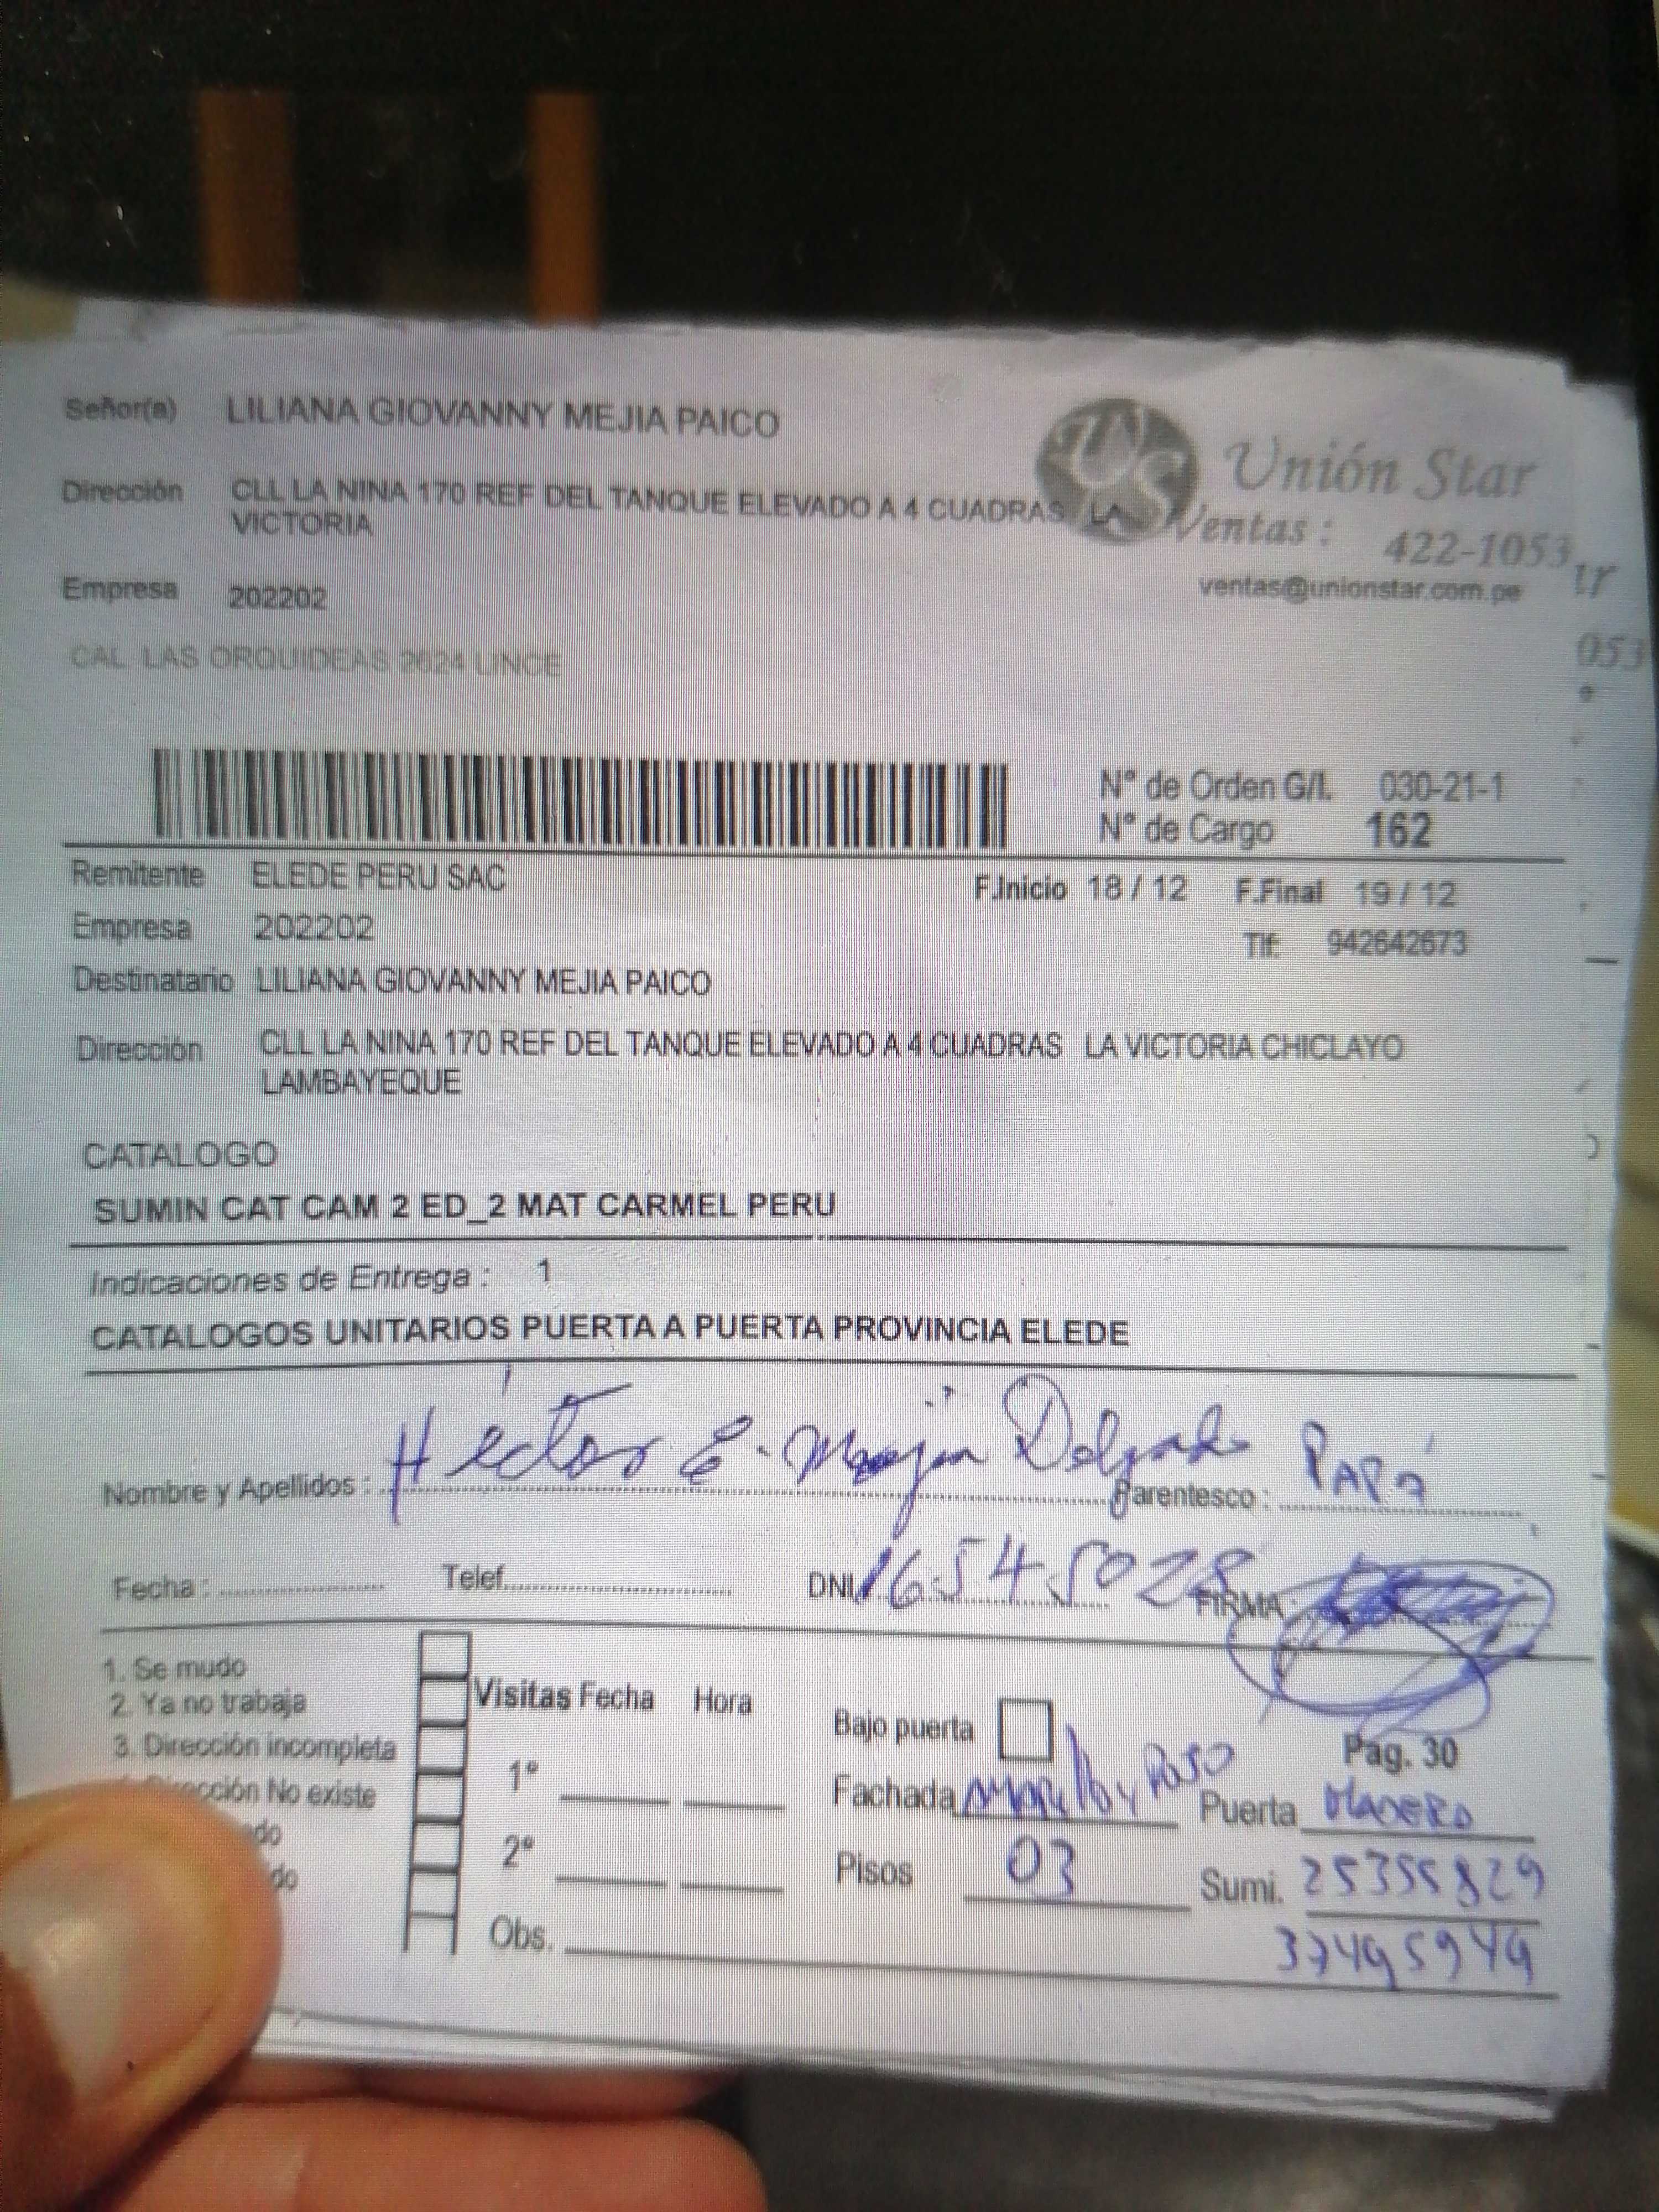 Señor(a) LILIANA GIOVANNY MEJIA PAICO
Unión Star
Dirección CLL LA NINA 170 REF DEL TANQUE ELEVADO A 4 CUADRAS LA
VICTORIA
Ventas : 422-1053
ventas@unionstar.com.pe
Empresa 202202
053
CAL LAS ORQUIDEAS 2624 LINCE
N° de Orden G/I. 030-21-1
N° de Cargo 162
Remitente ELEDE PERU SAC
F.Inicio 18 / 12 F.Final 19 / 12
Empresa 202202
Tlf: 942642673
Destinatario LILIANA GIOVANNY MEJIA PAICO
Dirección CLL LA NINA 170 REF DEL TANQUE ELEVADO A 4 CUADRAS LA VICTORIA CHICLAYO
LAMBAYEQUE
CATALOGO
SUMIN CAT CAM 2 ED_2 MAT CARMEL PERU
Indicaciones de Entrega : 1
CATALOGOS UNITARIOS PUERTA A PUERTA PROVINCIA ELEDE
Nombre y Apellidos : Héctor E. Mejía Delgado Parentesco : PAPÁ
Fecha : Telef. DNI 16545028 FIRMA:
1. Se mudo
2. Ya no trabaja
3. Dirección incompleta
Dirección No existe
do
do
Visitas Fecha Hora
1°
2°
Obs.
Bajo puerta
Pag. 30
Fachada Puerta MADERA
Pisos 03 Sumi. 25355829
37495949